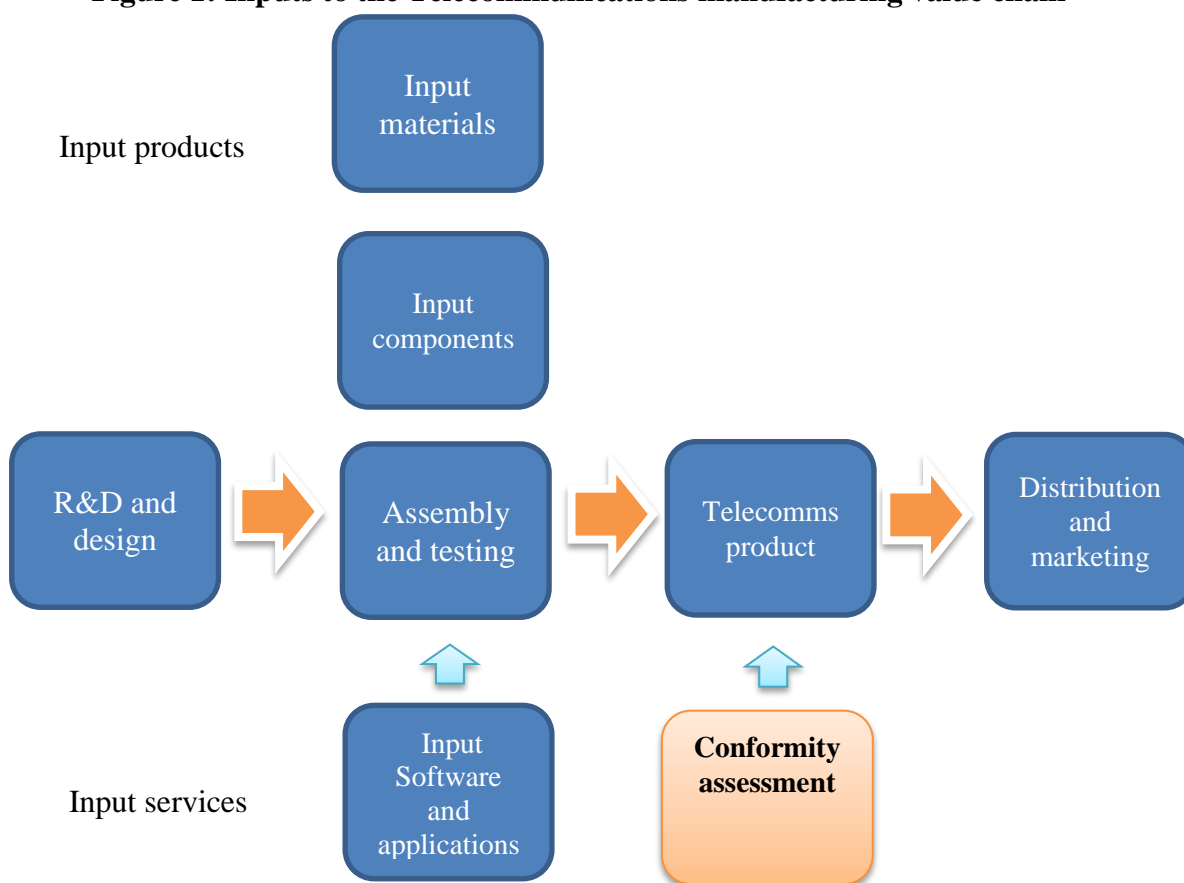 Input
materials
Input products
Input
components
R&D and
design
Assembly
and testing
Telecomms
product
Distribution
and
marketing
Input
Software
and
applications
Conformity
assessment
Input services